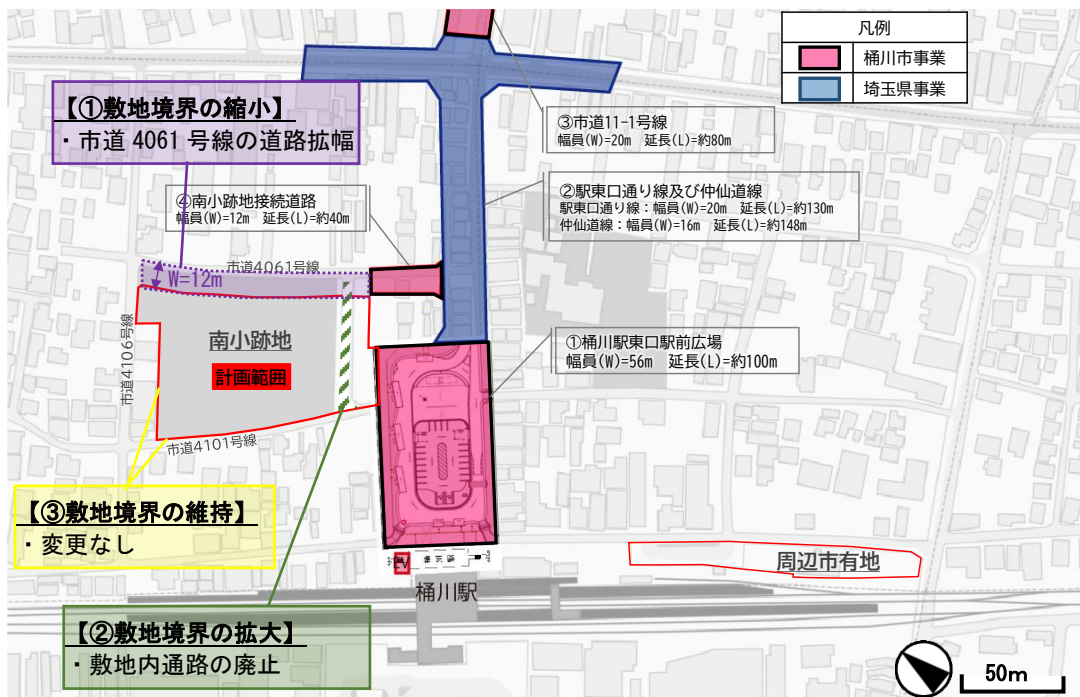 凡例
桶川市事業
埼玉県事業
【①敷地境界の縮小】
・市道 4061 号線の道路拡幅
③市道11-1号線
幅員(W)=20m 延長(L)=約80m
②駅東口通り線及び仲仙道線
駅東口通り線：幅員(W)=20m 延長(L)=約130m
仲仙道線：幅員(W)=16m 延長(L)=約148m
④南小跡地接続道路
幅員(W)=12m 延長(L)=約40m
市道4061号線
W=12m
市道4106号線
南小跡地
計画範囲
①桶川駅東口駅前広場
幅員(W)=56m 延長(L)=約100m
市道4101号線
【③敷地境界の維持】
・変更なし
EV
周辺市有地
桶川駅
【②敷地境界の拡大】
・敷地内通路の廃止
50m